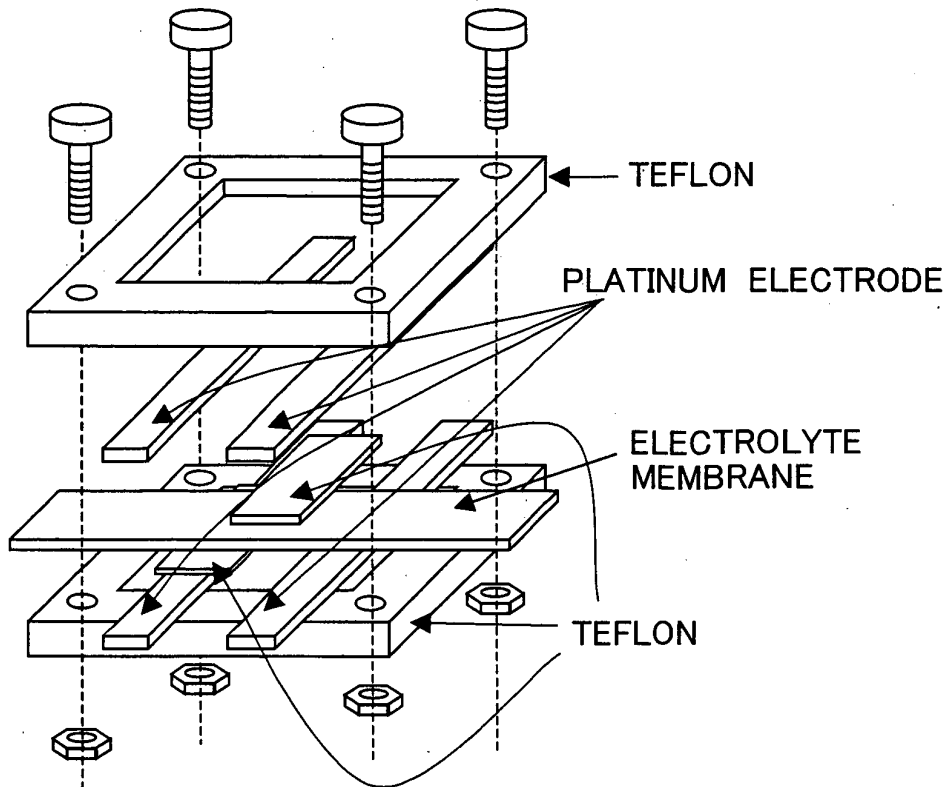 TEFLON
PLATINUM ELECTRODE
ELECTROLYTE
MEMBRANE
TEFLON